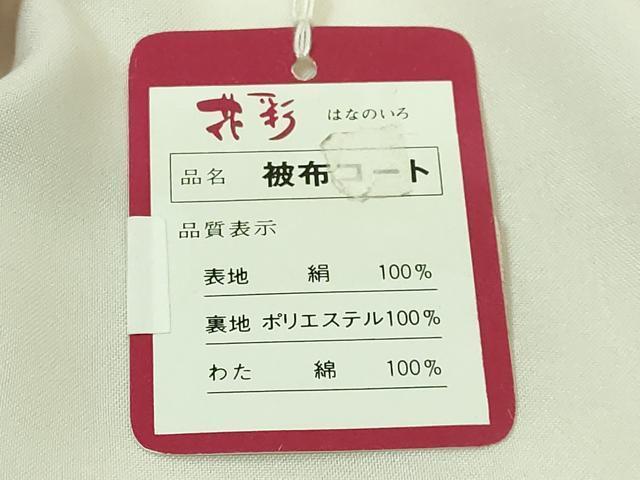 花彩 はなのいろ
品名 被布コート
品質表示
表地 絹 100%
裏地 ポリエステル100%
わた 綿 100%